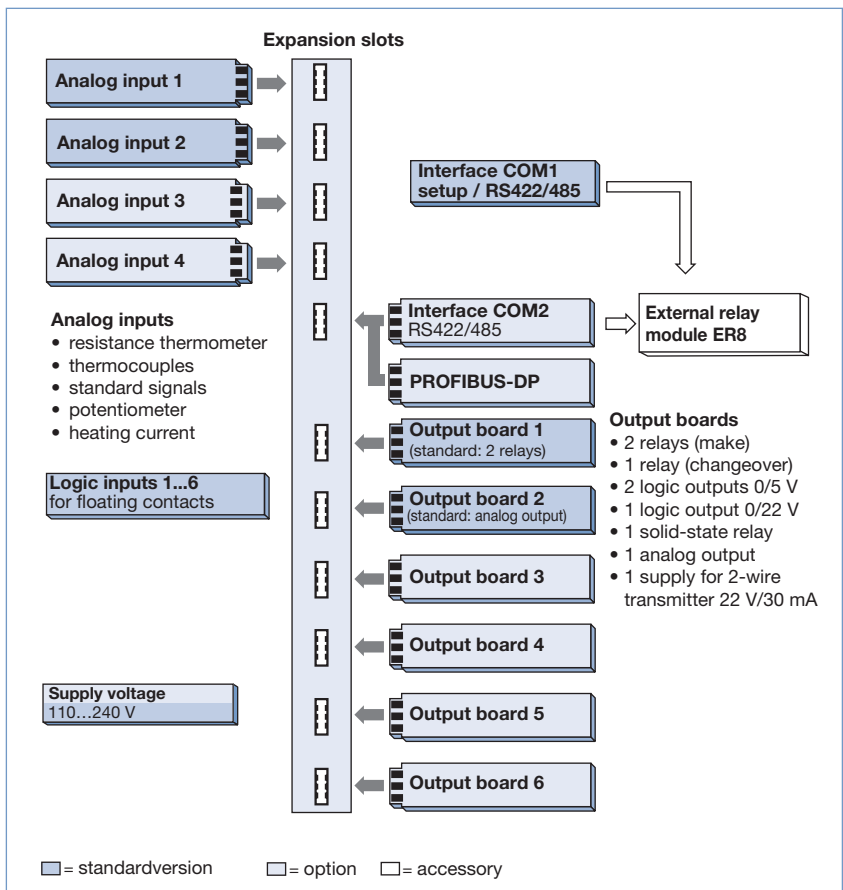 Expansion slots
Analog input 1
Analog input 2
Analog input 3
Analog input 4
Analog inputs
• resistance thermometer
• thermocouples
• standard signals
• potentiometer
• heating current
Logic inputs 1...6
for floating contacts
Supply voltage
110...240 V
Interface COM1
setup / RS422/485
Interface COM2
RS422/485
PROFIBUS-DP
External relay
module ER8
Output board 1
(standard: 2 relays)
Output board 2
(standard: analog output)
Output board 3
Output board 4
Output board 5
Output board 6
Output boards
• 2 relays (make)
• 1 relay (changeover)
• 2 logic outputs 0/5 V
• 1 logic output 0/22 V
• 1 solid-state relay
• 1 analog output
• 1 supply for 2-wire
transmitter 22 V/30 mA
= standardversion
= option
= accessory